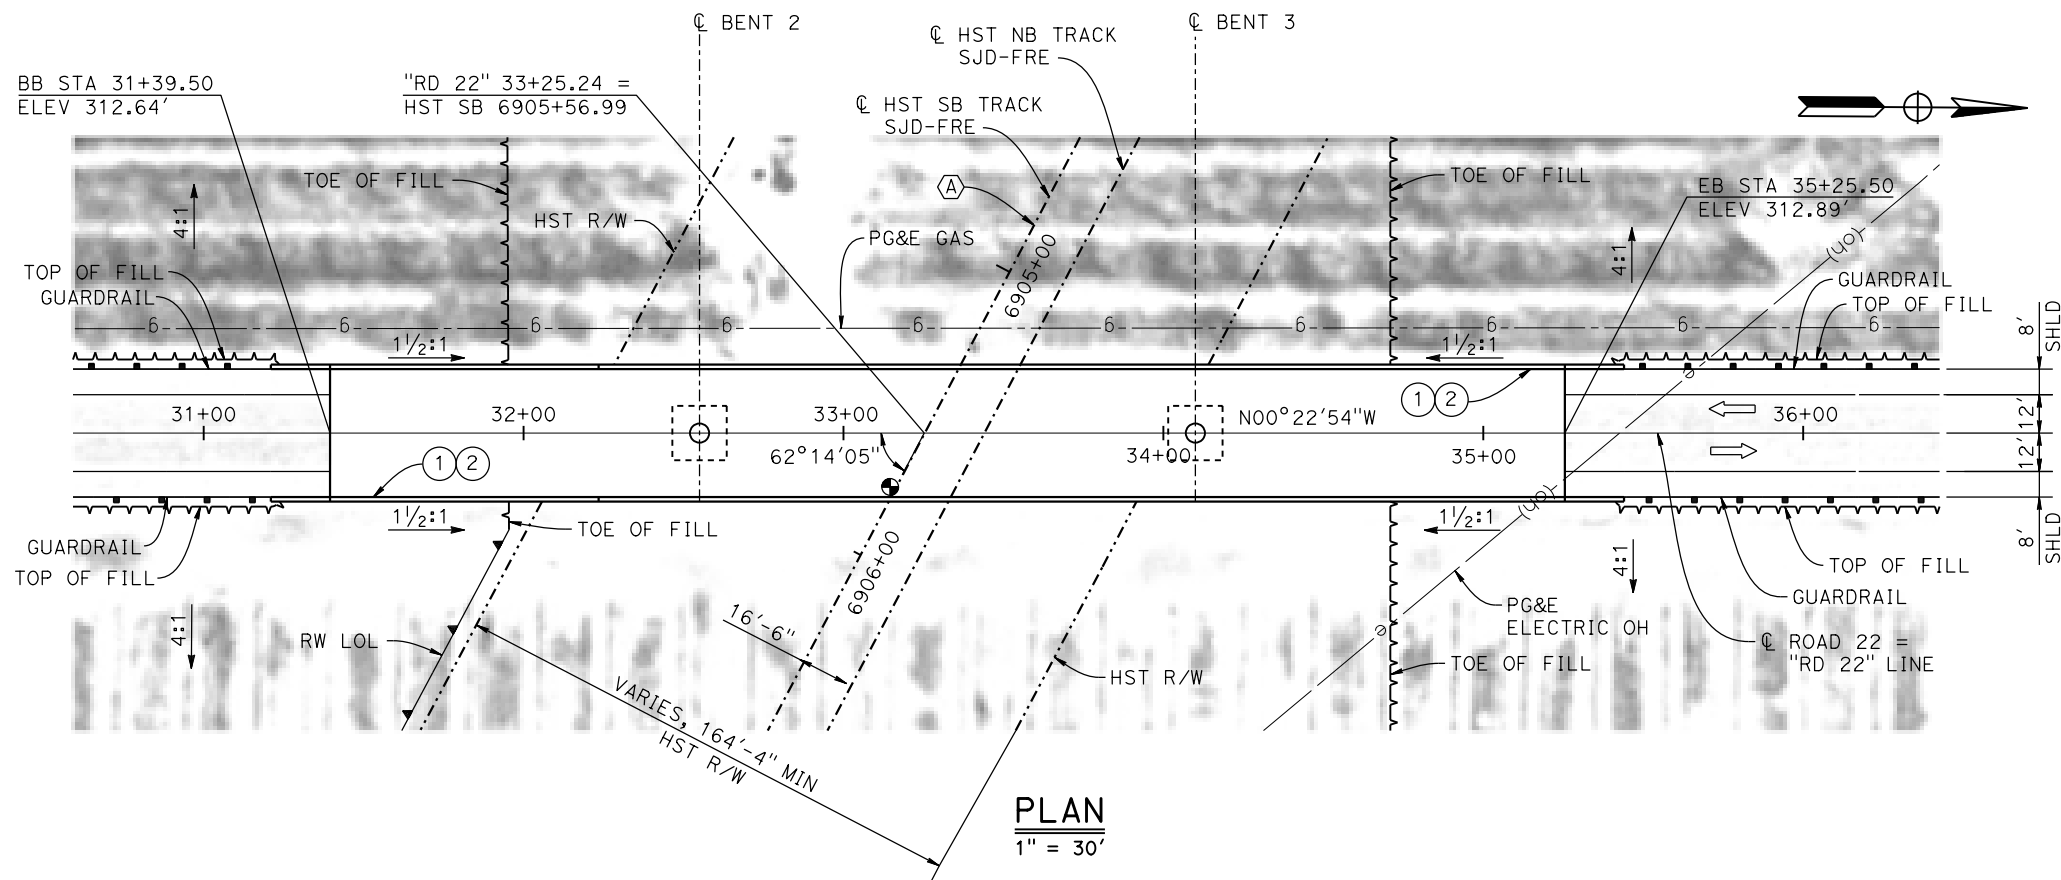 ℄ BENT 2
℄ BENT 3
℄ HST NB TRACK
SJD-FRE
BB STA 31+39.50
ELEV 312.64'
"RD 22" 33+25.24 =
HST SB 6905+56.99
℄ HST SB TRACK
SJD-FRE
TOE OF FILL
A
TOE OF FILL
EB STA 35+25.50
ELEV 312.89'
HST R/W
4:1
PG&E GAS
4:1
(oh)
TOP OF FILL
GUARDRAIL
6905+00
GUARDRAIL
TOP OF FILL
6 6 6 6 6 6 6 6 6 6
8'
SHLD
1½:1
1½:1
e
1 2
31+00
32+00
33+00
N00°22'54"W
36+00
12'
12'
62°14'05"
34+00
35+00
1 2
(oh)
1½:1
TOE OF FILL
1½:1
8'
SHLD
GUARDRAIL
TOP OF FILL
4:1
TOP OF FILL
GUARDRAIL
6906+00
16'-6"
PG&E
ELECTRIC OH
e
4:1
RW LOL
℄ ROAD 22 =
"RD 22" LINE
TOE OF FILL
HST R/W
VARIES, 164'-4" MIN
HST R/W
PLAN
1" = 30'